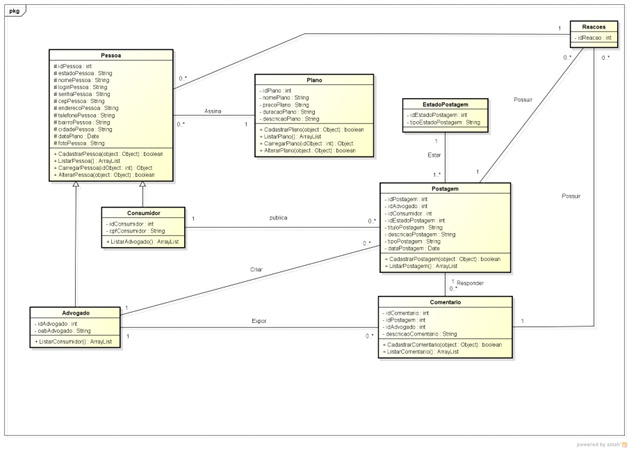 pkg
Reacoes
- idReacao : int
1
0..*
0..*
0..*
Pessoa
# idPessoa : int
# estadoPessoa : String
# nomePessoa : String
# loginPessoa : String
# senhaPessoa : String
# cepPessoa : String
# enderecoPessoa : String
# telefonePessoa : String
# bairroPessoa : String
# cidadePessoa : String
# dataPlano : Date
# fotoPessoa : String
+ CadastrarPessoa(object : Object) : boolean
+ ListarPessoa() : ArrayList
+ CarregarPessoa(idObject : int) : Object
+ AlterarPessoa(object : Object) : boolean
Assina
0..*
1
Plano
- idPlano : int
- nomePlano : String
- precoPlano : String
- duracaoPlano : String
- descricaoPlano : String
+ CadastrarPlano(object : Object) : boolean
+ ListarPlano() : ArrayList
+ CarregarPlano(idObject : int) : Object
+ AlterarPlano(object : Object) : boolean
EstadoPostagem
- idEstadoPostagem : int
- tipoEstadoPostagem : String
1
Ester
1..*
Possuir
1
Possuir
Postagem
- idPostagem : int
- idAdvogado : int
- idConsumidor : int
- idEstadoPostagem : int
- tituloPostagem : String
- descricaoPostagem : String
- tipoPostagem : String
- dataPostagem : Date
+ CadastrarPostagem(object : Object) : boolean
+ ListarPostagem() : ArrayList
Consumidor
- idConsumidor : int
- cpfConsumidor : String
+ ListarAdvogado() : ArrayList
1
publica
0..*
0..*
Criar
1
1
Responder
0..*
Advogado
- idAdvogado : int
- oabAdvogado : String
+ ListarConsumidor() : ArrayList
1
Expor
0..*
Comentario
- idComentario : int
- idPostagem : int
- idAdvogado : int
- descricaoComentario : String
+ CadastrarComentario(object : Object) : boolean
+ ListarComentario() : ArrayList
1
powered by astah